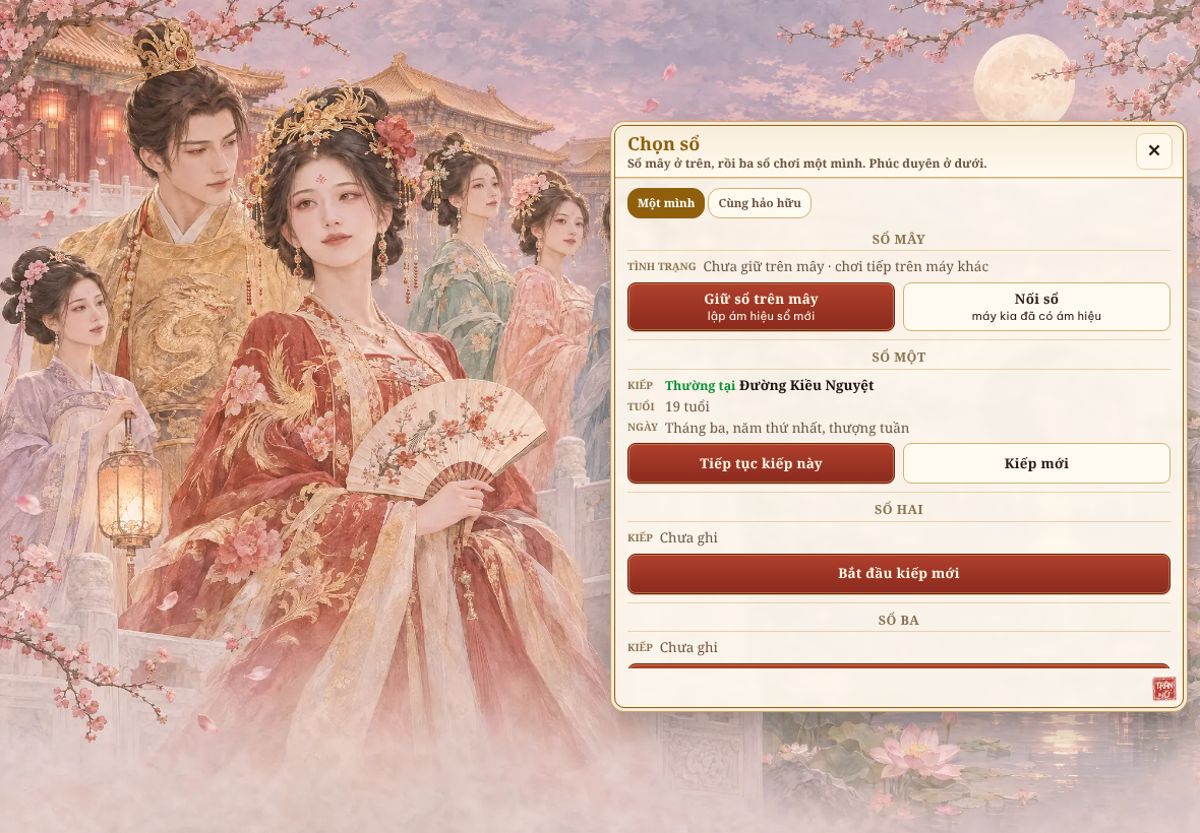 Chọn sổ
Sổ mây ở trên, rồi ba sổ chơi một mình. Phúc duyên ở dưới.
Một mình
Cùng hảo hữu
SỔ MÂY
TÌNH TRẠNG Chưa giữ trên mây · chơi tiếp trên máy khác
Giữ sổ trên mây
lập ám hiệu sổ mới
Nối sổ
máy kia đã có ám hiệu
SỔ MỘT
KIẾP Thường tại Đường Kiều Nguyệt
TUỔI 19 tuổi
NGÀY Tháng ba, năm thứ nhất, thượng tuần
Tiếp tục kiếp này
Kiếp mới
SỔ HAI
KIẾP Chưa ghi
Bắt đầu kiếp mới
SỔ BA
KIẾP Chưa ghi